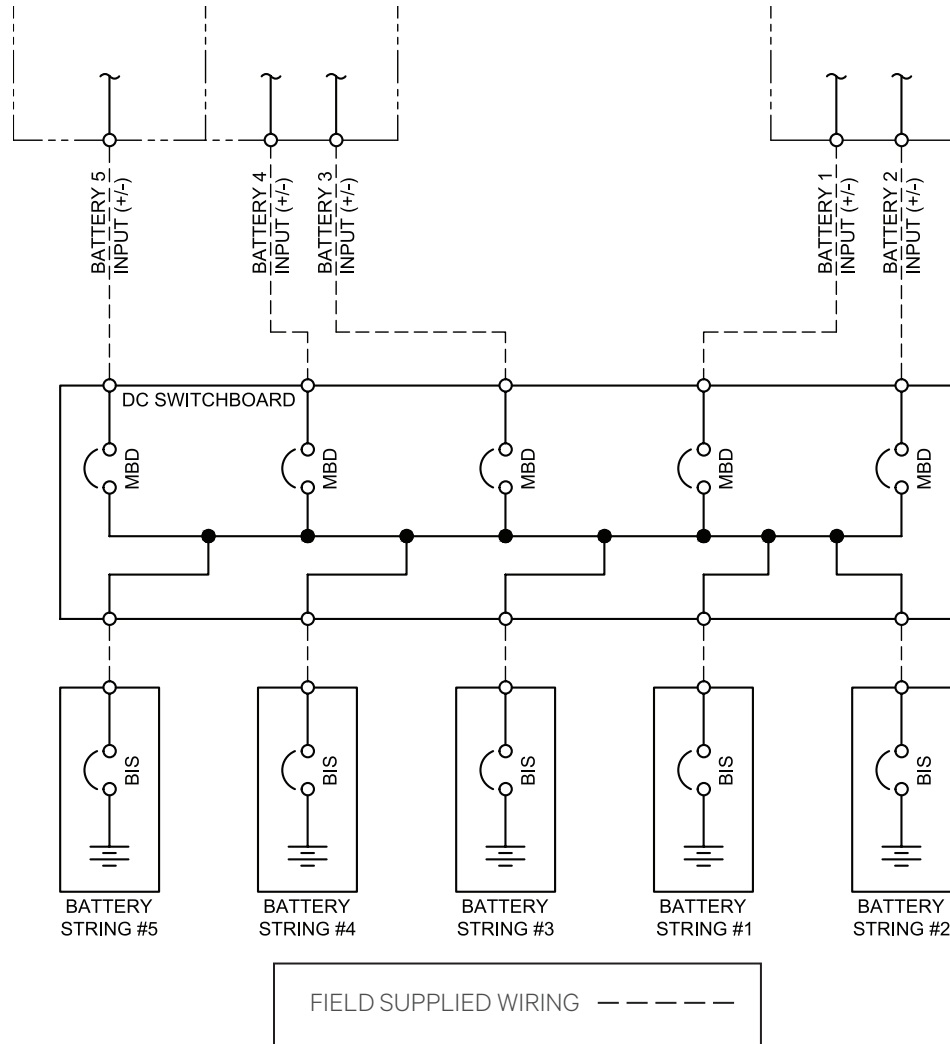 BATTERY 5
INPUT (+/-)
BATTERY 4
INPUT (+/-)
BATTERY 3
INPUT (+/-)
BATTERY 1
INPUT (+/-)
BATTERY 2
INPUT (+/-)
DC SWITCHBOARD
MBD
MBD
MBD
MBD
MBD
BIS
BIS
BIS
BIS
BIS
BATTERY
STRING #5
BATTERY
STRING #4
BATTERY
STRING #3
BATTERY
STRING #1
BATTERY
STRING #2
FIELD SUPPLIED WIRING